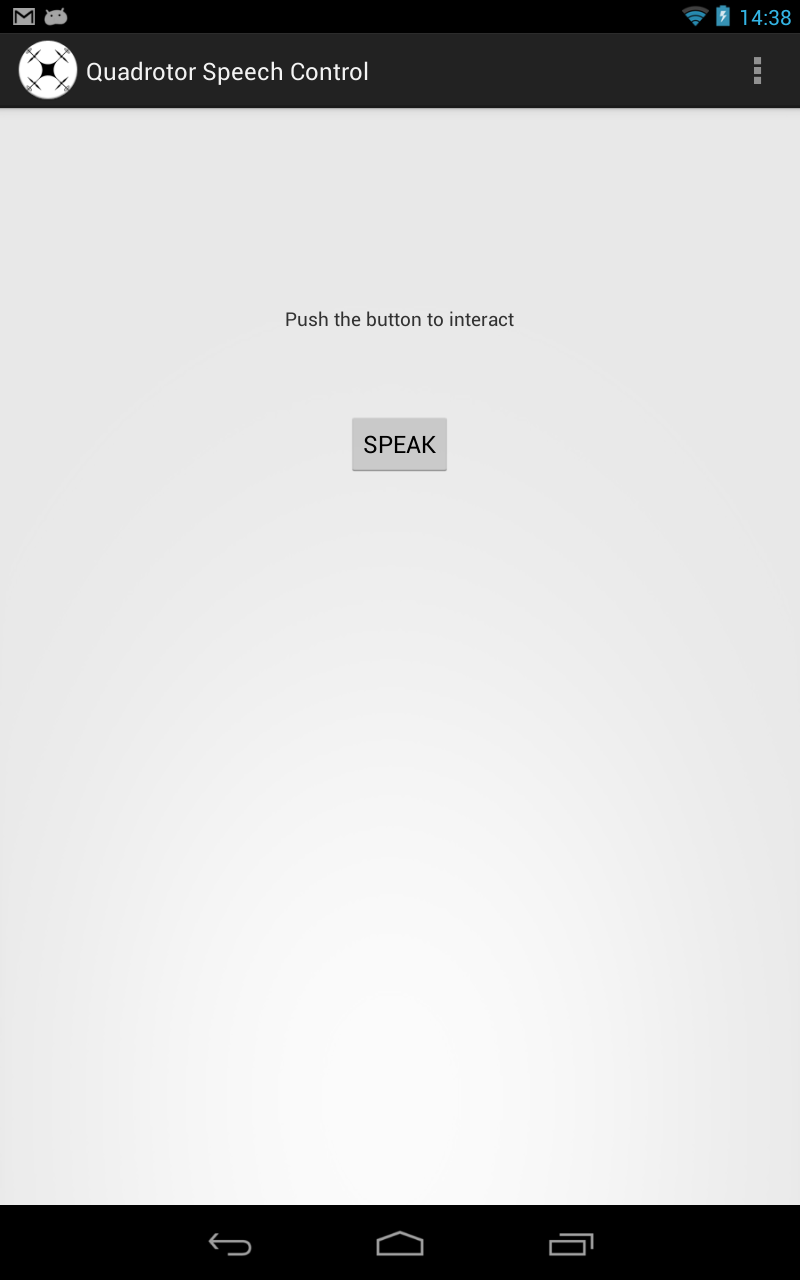 14:38
Quadrotor Speech Control
Push the button to interact
SPEAK